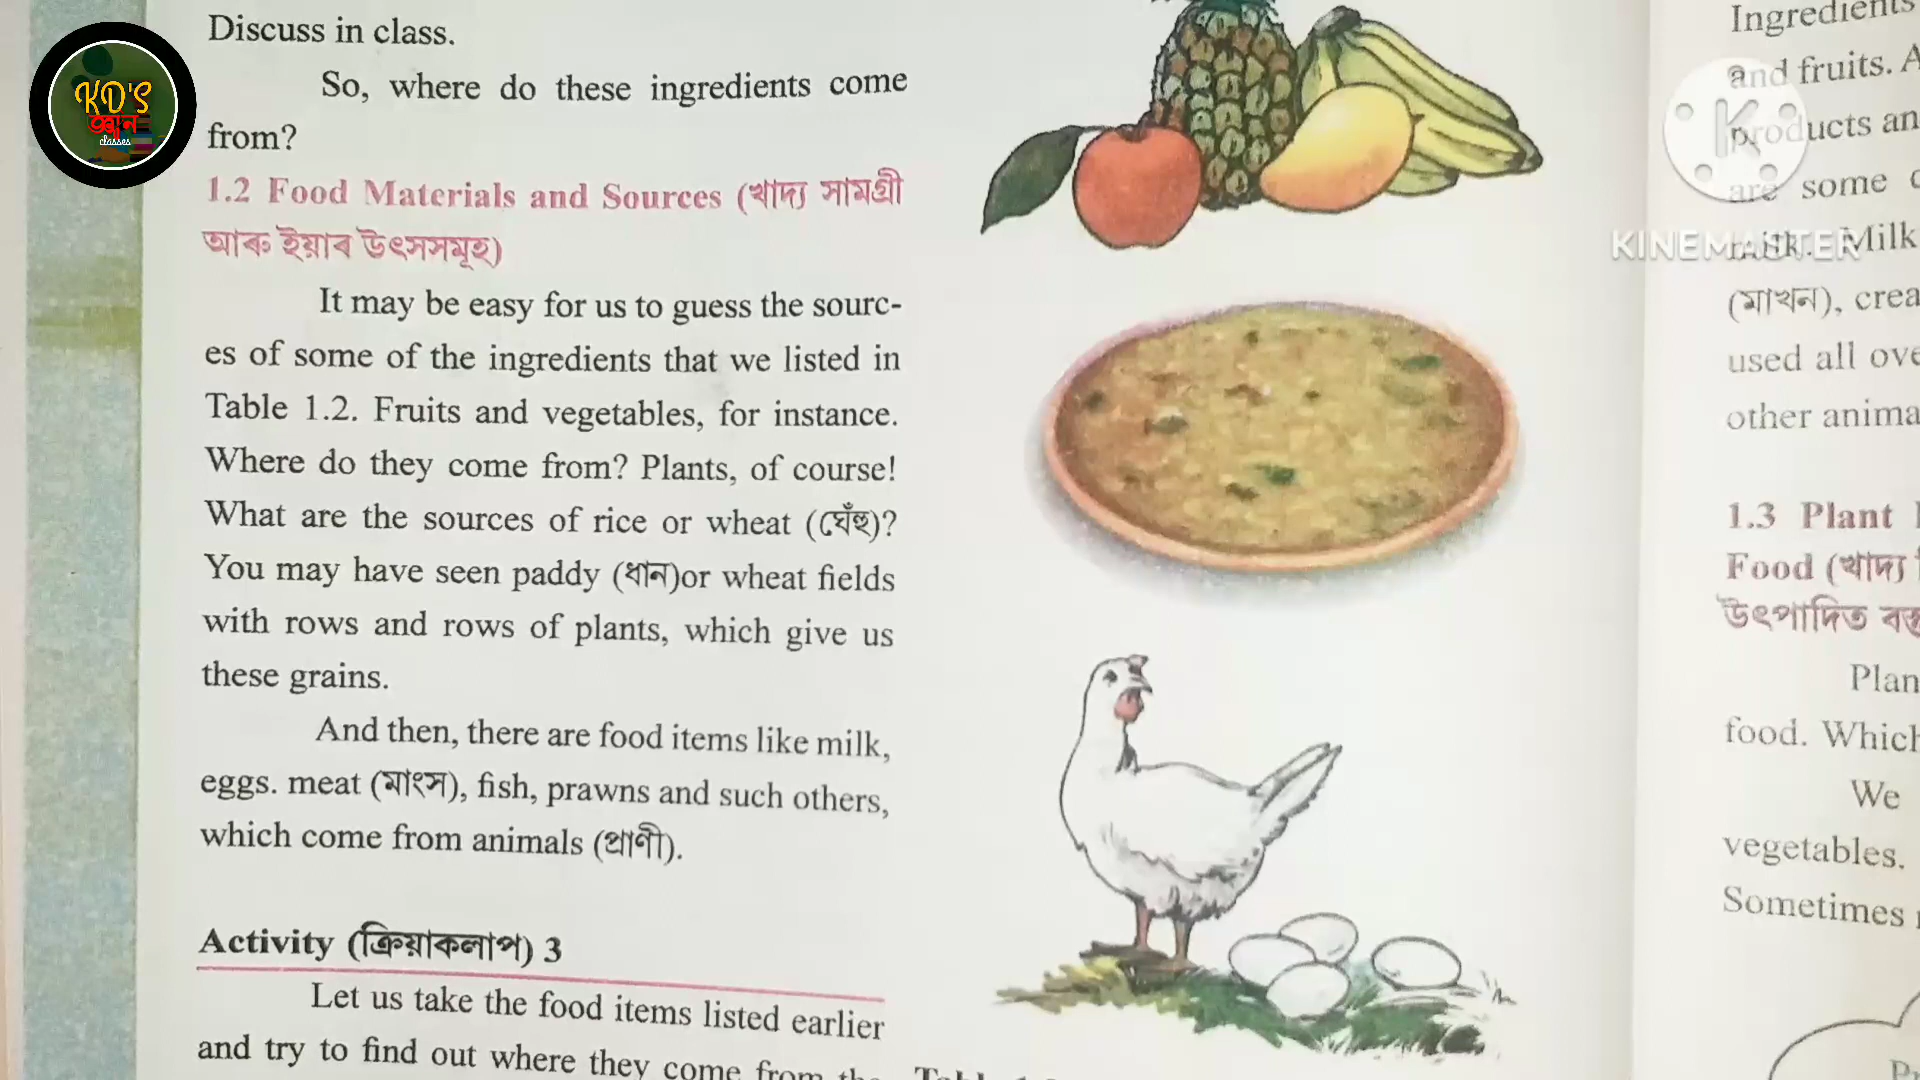 KD'S
জ্ঞান
classes
Discuss in class.
So, where do these ingredients come
from?
1.2 Food Materials and Sources (খাদ্য সামগ্ৰী
আৰু ইয়াৰ উৎসসমূহ)
It may be easy for us to guess the sourc-
es of some of the ingredients that we listed in
Table 1.2. Fruits and vegetables, for instance.
Where do they come from? Plants, of course!
What are the sources of rice or wheat (ঘেঁহু)?
You may have seen paddy (ধান)or wheat fields
with rows and rows of plants, which give us
these grains.
And then, there are food items like milk,
eggs. meat (মাংস), fish, prawns and such others,
which come from animals (প্ৰাণী).
Activity (ক্ৰিয়াকলাপ) 3
Let us take the food items listed earlier
and try to find out where they come from
Ingredients
and fruits.
products
are some
milk. Milk
(মাখন),
used all
other
1.3 Plant
Food (খাদ্য
উৎপাদিত
food. Which
We
vegetables.
Sometimes
KINEMASTER